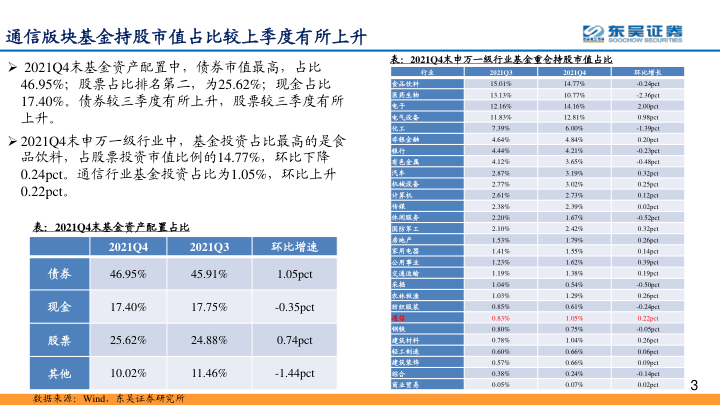 通信版块基金持股市值占比较上季度有所上升
东吴证券
SOOCHOW SECURITIES
➢ 2021Q4末基金资产配置中，债券市值最高，占比
46.95%；股票占比排名第二，为25.62%；现金占比
17.40%。债券较三季度有所上升，股票较三季度有所
上升。
➢2021Q4末申万一级行业中，基金投资占比最高的是食
品饮料，占股票投资市值比例的14.77%，环比下降
0.24pct。通信行业基金投资占比为1.05%，环比上升
0.22pct。
表：2021Q4末基金资产配置占比
2021Q4 2021Q3 环比增速
债券 46.95% 45.91% 1.05pct
现金 17.40% 17.75% -0.35pct
股票 25.62% 24.88% 0.74pct
其他 10.02% 11.46% -1.44pct
表：2021Q4末申万一级行业基金重仓持股市值占比
行业 2021Q3 2021Q4 环比增长
食品饮料 15.01% 14.77% -0.24pct
医药生物 13.13% 10.77% -2.36pct
电子 12.16% 14.16% 2.00pct
电气设备 11.83% 12.81% 0.98pct
化工 7.39% 6.00% -1.39pct
非银金融 4.64% 4.84% 0.20pct
银行 4.44% 4.21% -0.23pct
有色金属 4.12% 3.65% -0.48pct
汽车 2.87% 3.19% 0.32pct
机械设备 2.77% 3.02% 0.25pct
计算机 2.61% 2.73% 0.12pct
传媒 2.38% 2.39% 0.02pct
休闲服务 2.20% 1.67% -0.52pct
国防军工 2.10% 2.42% 0.32pct
房地产 1.53% 1.79% 0.26pct
家用电器 1.41% 1.55% 0.14pct
公用事业 1.23% 1.62% 0.39pct
交通运输 1.19% 1.38% 0.19pct
采掘 1.04% 0.54% -0.50pct
农林牧渔 1.03% 1.29% 0.26pct
纺织服装 0.85% 0.61% -0.24pct
通信 0.83% 1.05% 0.22pct
钢铁 0.80% 0.75% -0.05pct
建筑材料 0.78% 1.04% 0.26pct
轻工制造 0.60% 0.66% 0.06pct
建筑装饰 0.57% 0.66% 0.09pct
综合 0.38% 0.24% -0.14pct
商业贸易 0.05% 0.07% 0.02pct
3
数据来源：Wind，东吴证券研究所